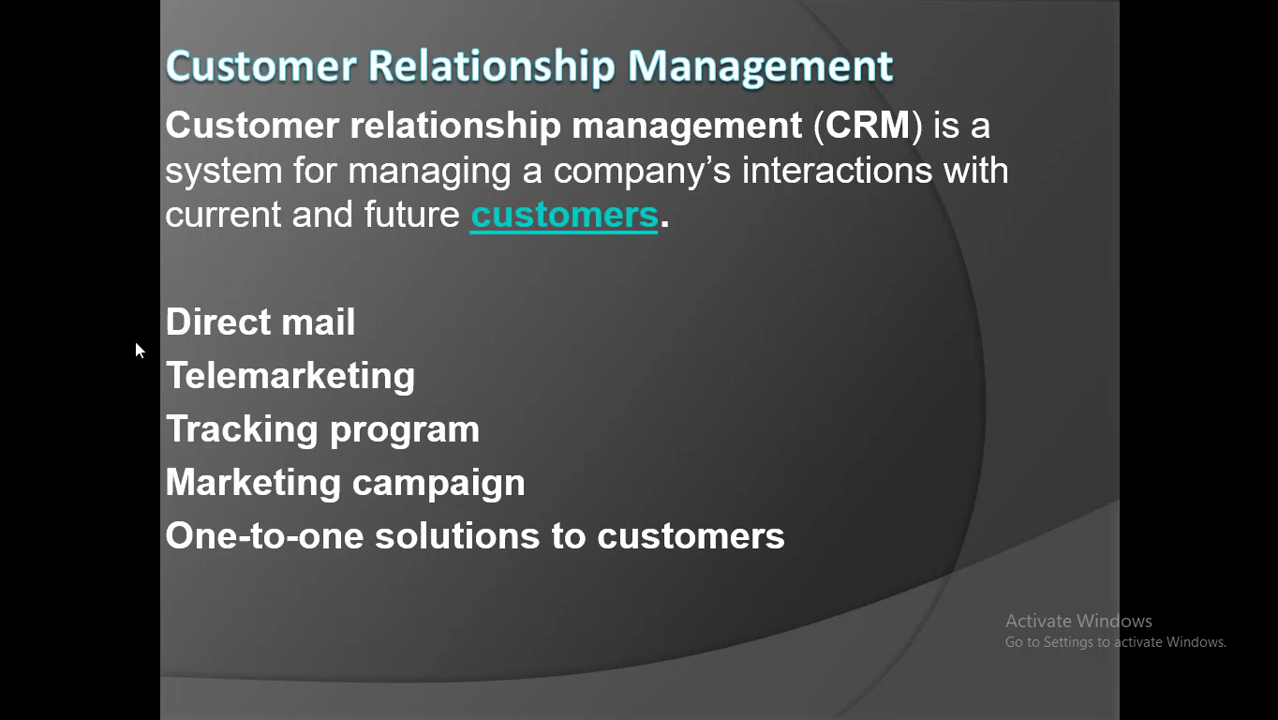 Customer Relationship Management
Customer relationship management (CRM) is a
system for managing a company’s interactions with
current and future customers.
Direct mail
Telemarketing
Tracking program
Marketing campaign
One-to-one solutions to customers
Activate Windows
Go to Settings to activate Windows.